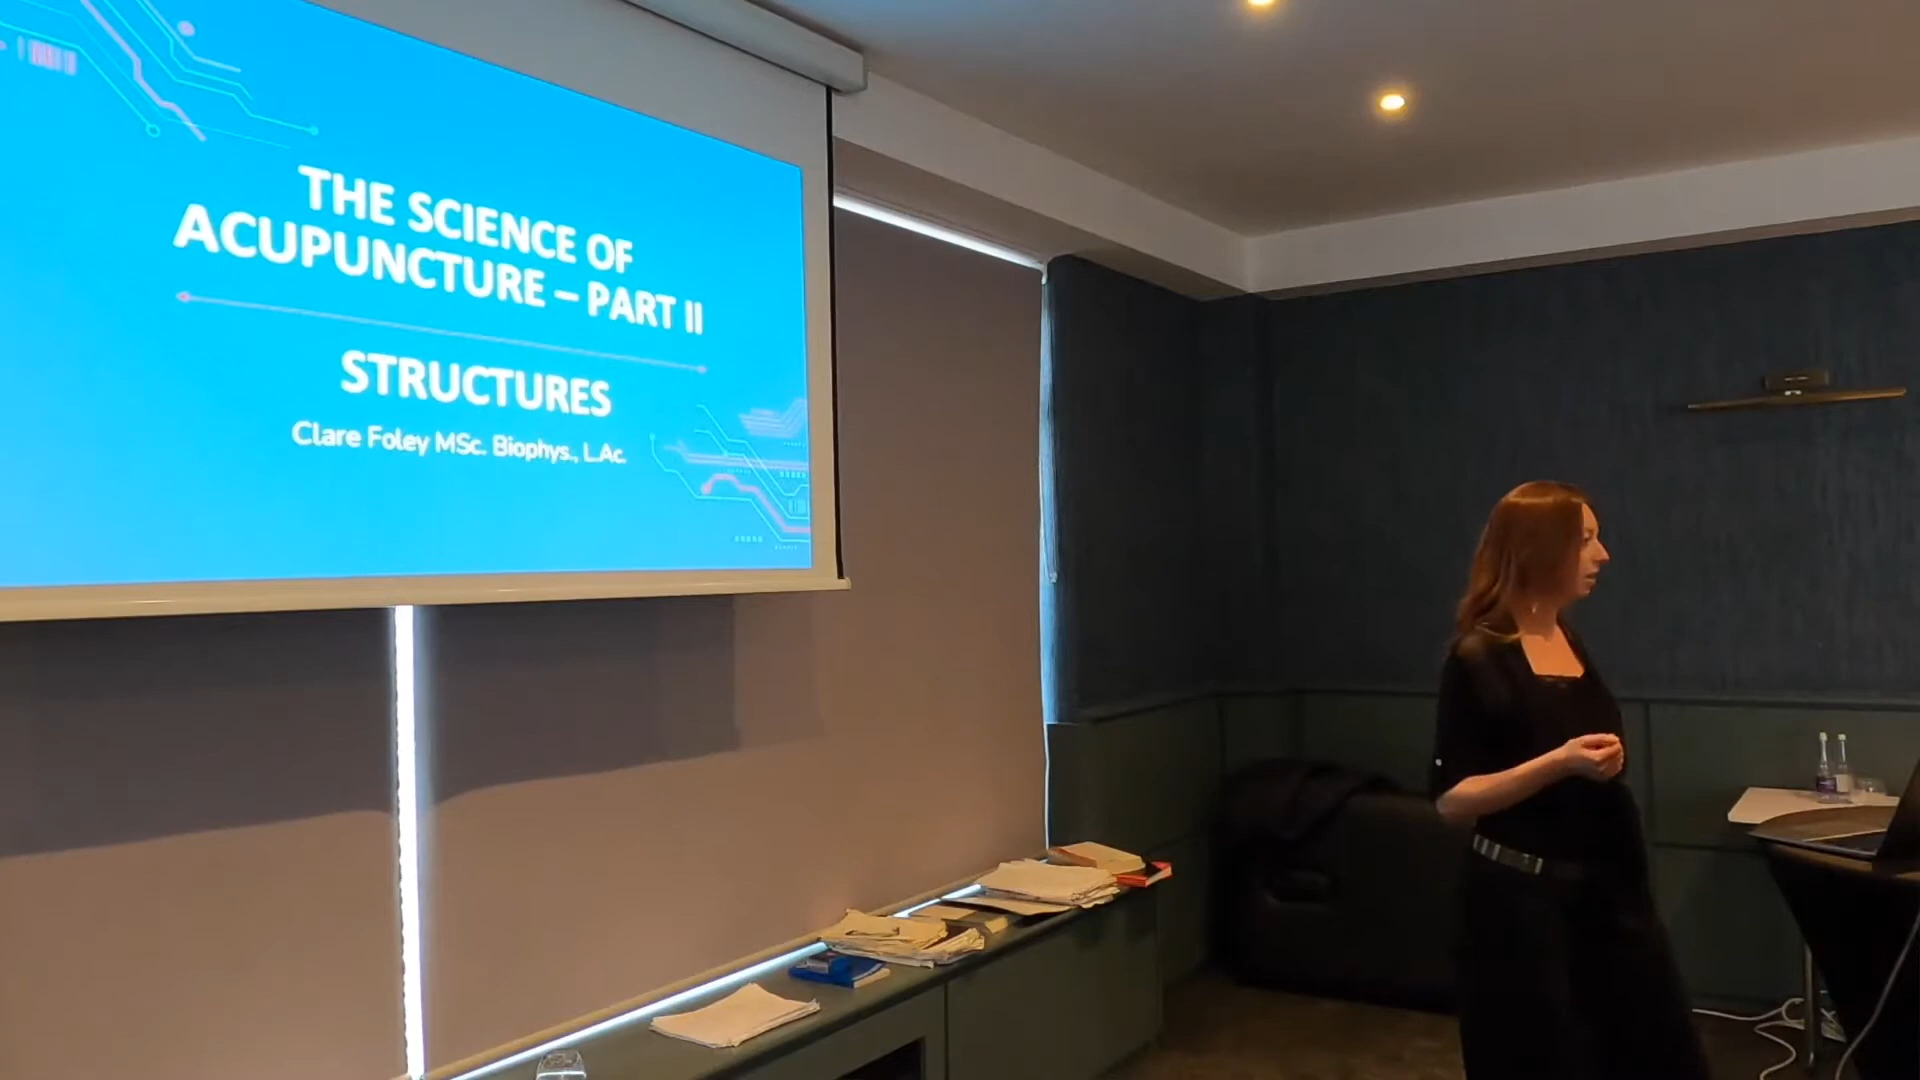 THE SCIENCE OF
ACUPUNCTURE – PART II
STRUCTURES
Clare Foley MSc. Biophys., L.Ac.